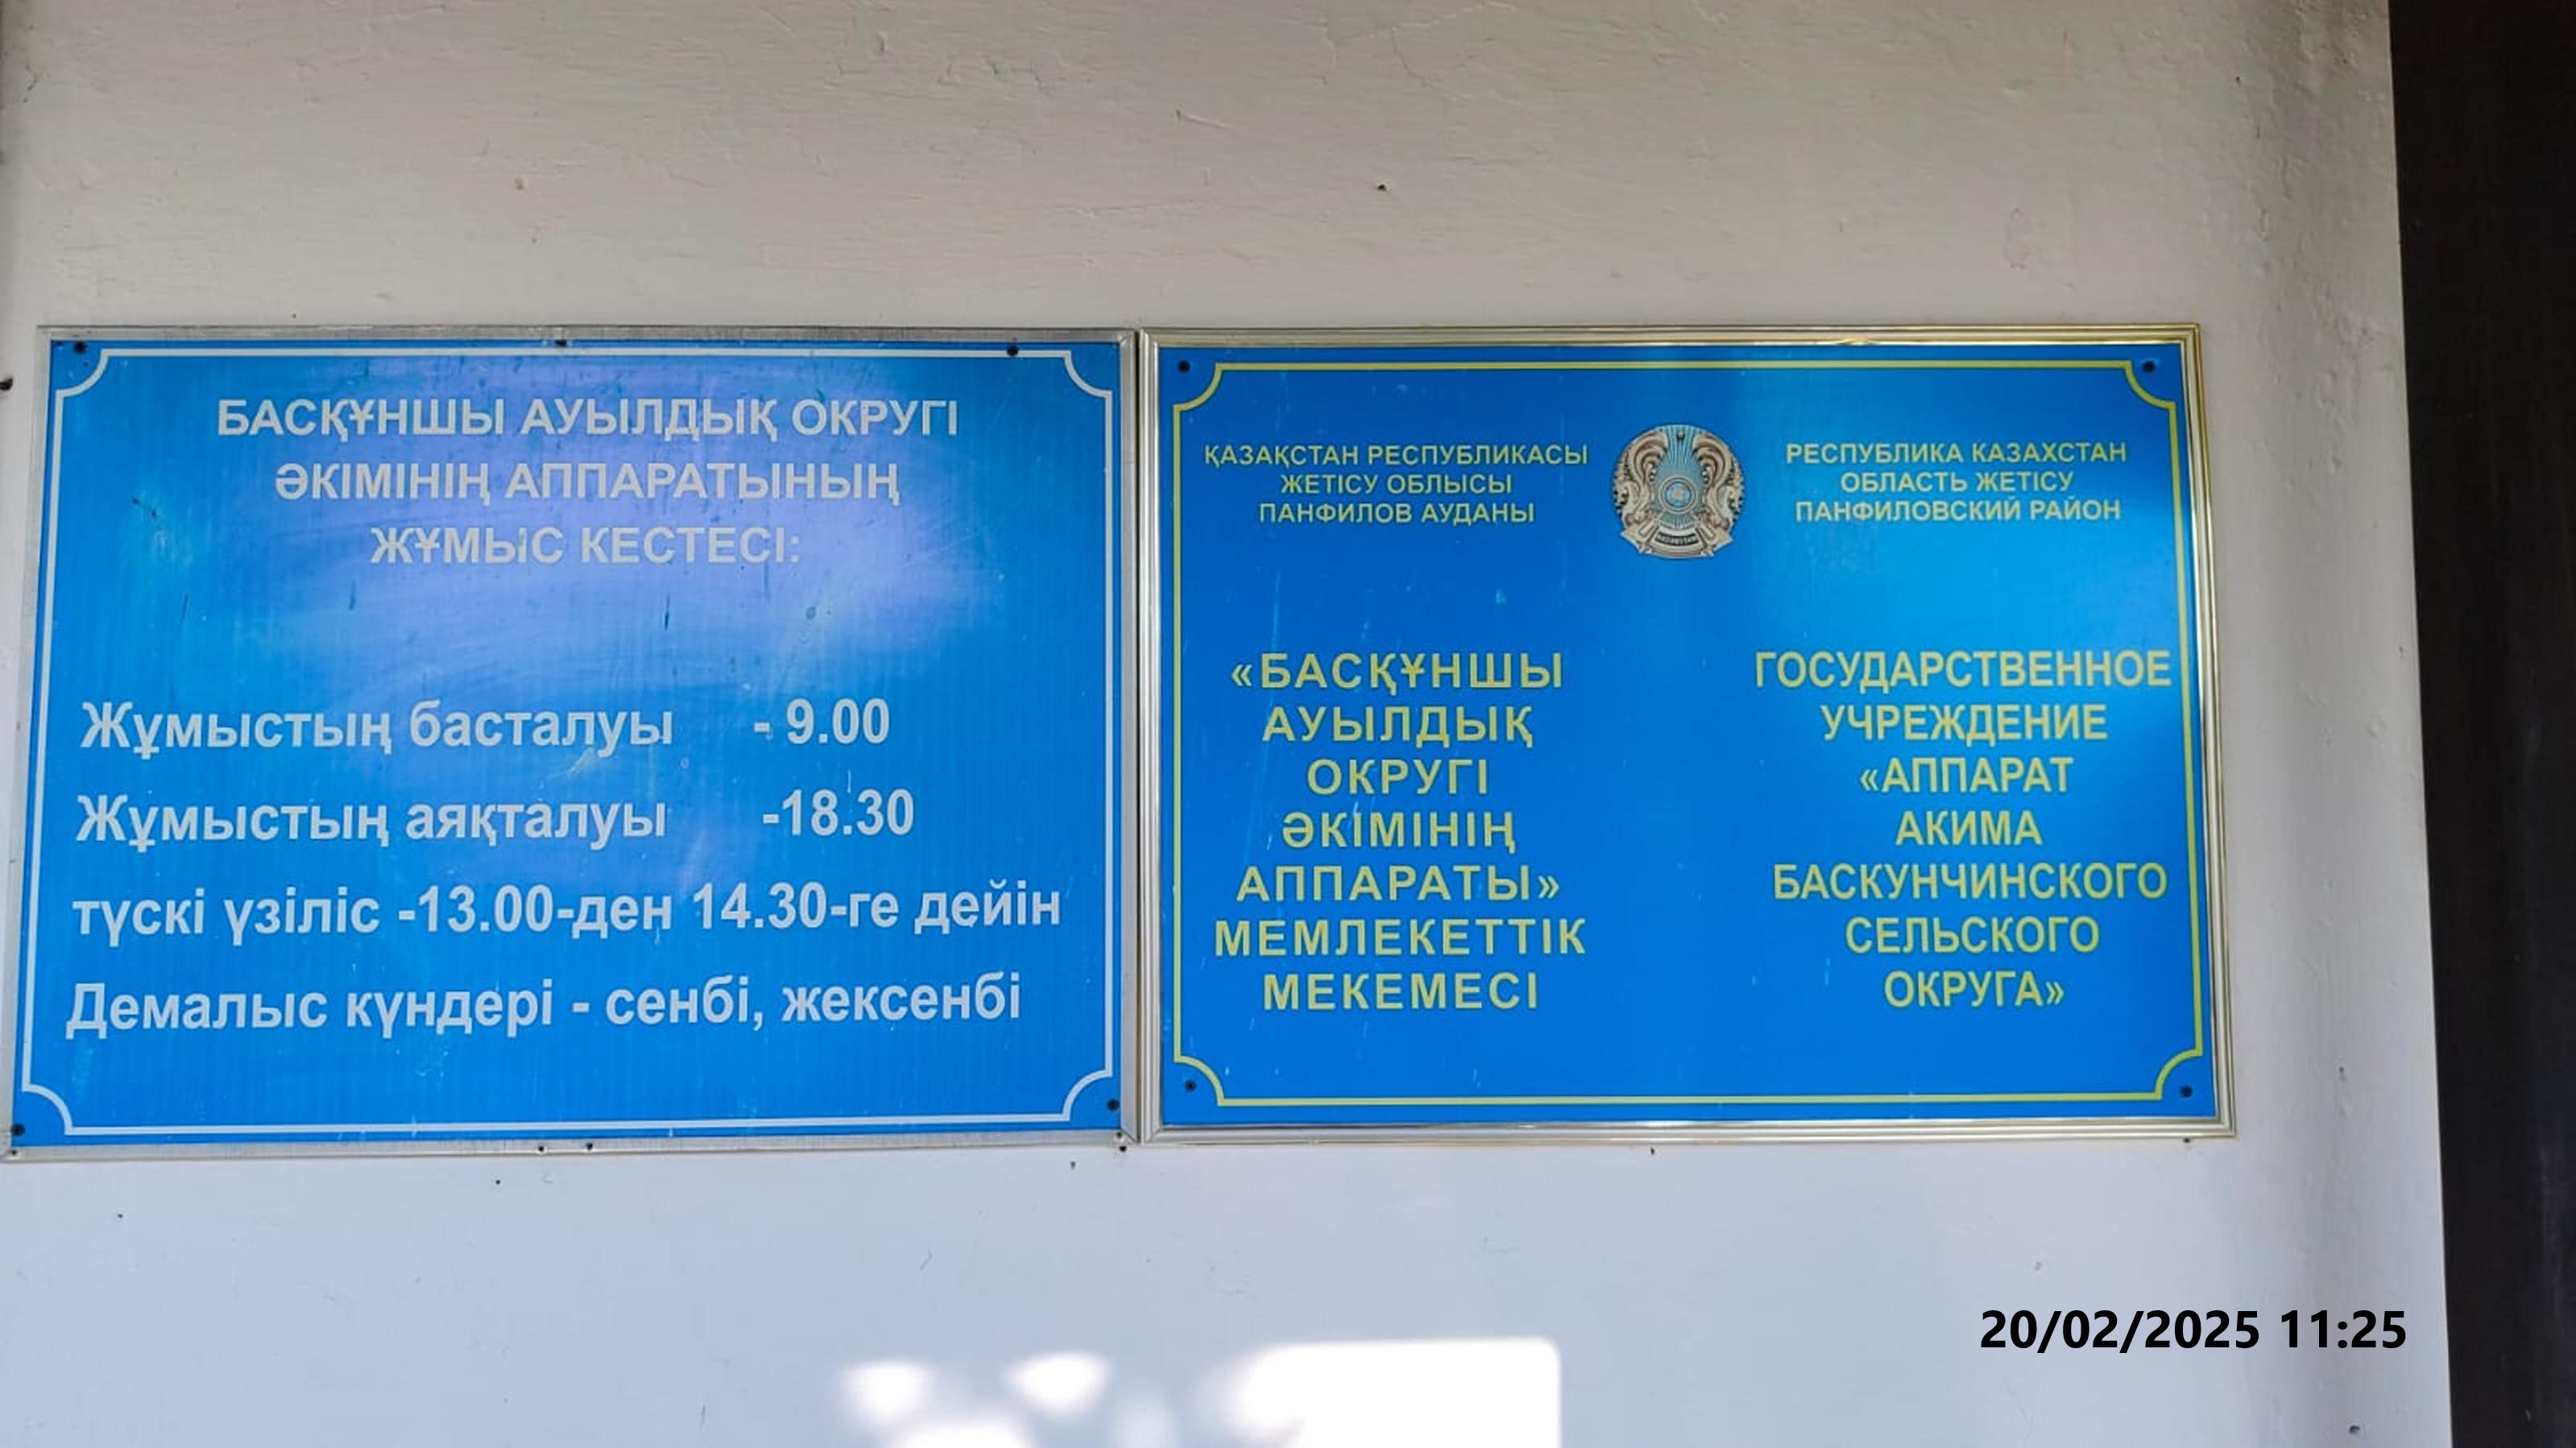 БАСҚҰНШЫ АУЫЛДЫҚ ОКРУГІ
ӘКІМІНІҢ АППАРАТЫНЫҢ
ЖҰМЫС КЕСТЕСІ:
Жұмыстың басталуы - 9.00
Жұмыстың аяқталуы -18.30
түскі үзіліс -13.00-ден 14.30-ге дейін
Демалыс күндері - сенбі, жексенбі
ҚАЗАҚСТАН РЕСПУБЛИКАСЫ
ЖЕТІСУ ОБЛЫСЫ
ПАНФИЛОВ АУДАНЫ
«БАСҚҰНШЫ
АУЫЛДЫҚ
ОКРУГІ
ӘКІМІНІҢ
АППАРАТЫ»
МЕМЛЕКЕТТІК
МЕКЕМЕСІ
РЕСПУБЛИКА КАЗАХСТАН
ОБЛАСТЬ ЖЕТІСУ
ПАНФИЛОВСКИЙ РАЙОН
ГОСУДАРСТВЕННОЕ
УЧРЕЖДЕНИЕ
«АППАРАТ
АКИМА
БАСКУНЧИНСКОГО
СЕЛЬСКОГО
ОКРУГА»
20/02/2025 11:25